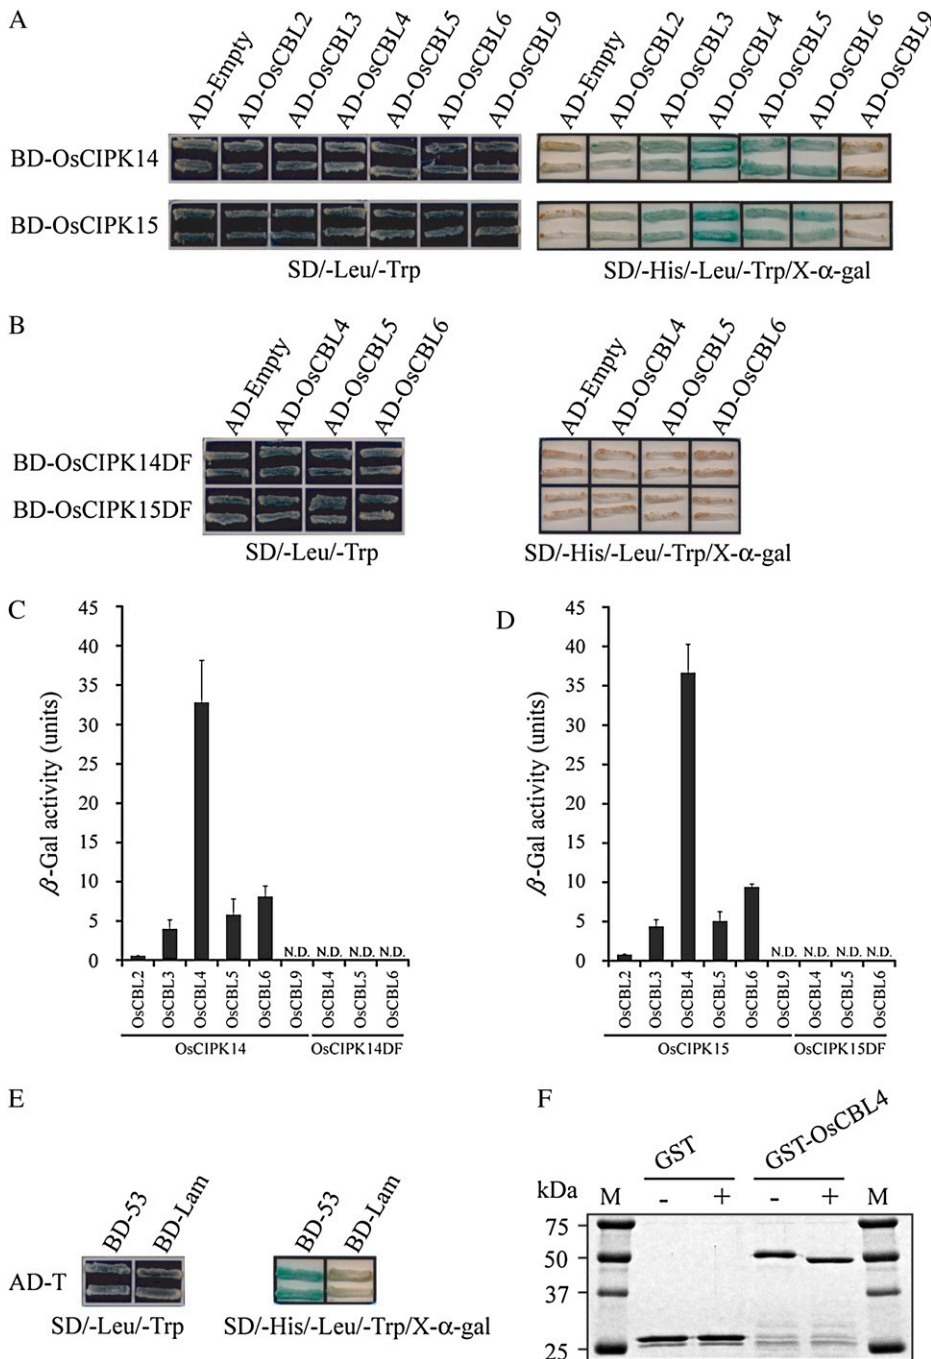 A
AD-Empty AD-OsCBL2 AD-OsCBL3 AD-OsCBL4 AD-OsCBL5 AD-OsCBL6 AD-OsCBL9 AD-Empty AD-OsCBL2 AD-OsCBL3 AD-OsCBL4 AD-OsCBL5 AD-OsCBL6 AD-OsCBL9
BD-OsCIPK14
BD-OsCIPK15
SD/-Leu/-Trp SD/-His/-Leu/-Trp/X-α-gal
B
AD-Empty AD-OsCBL4 AD-OsCBL5 AD-OsCBL6 AD-Empty AD-OsCBL4 AD-OsCBL5 AD-OsCBL6
BD-OsCIPK14DF
BD-OsCIPK15DF
SD/-Leu/-Trp SD/-His/-Leu/-Trp/X-α-gal
C
β-Gal activity (units)
45
40
35
30
25
20
15
10
5
0
N.D. N.D. N.D. N.D.
OsCBL2 OsCBL3 OsCBL4 OsCBL5 OsCBL6 OsCBL9 OsCBL4 OsCBL5 OsCBL6
OsCIPK14 OsCIPK14DF
D
β-Gal activity (units)
45
40
35
30
25
20
15
10
5
0
N.D. N.D. N.D. N.D.
OsCBL2 OsCBL3 OsCBL4 OsCBL5 OsCBL6 OsCBL9 OsCBL4 OsCBL5 OsCBL6
OsCIPK15 OsCIPK15DF
E
BD-53 BD-Lam BD-53 BD-Lam
AD-T
SD/-Leu/-Trp SD/-His/-Leu/-Trp/X-α-gal
F
GST GST-OsCBL4
kDa M - + - + M
75
50
37
25